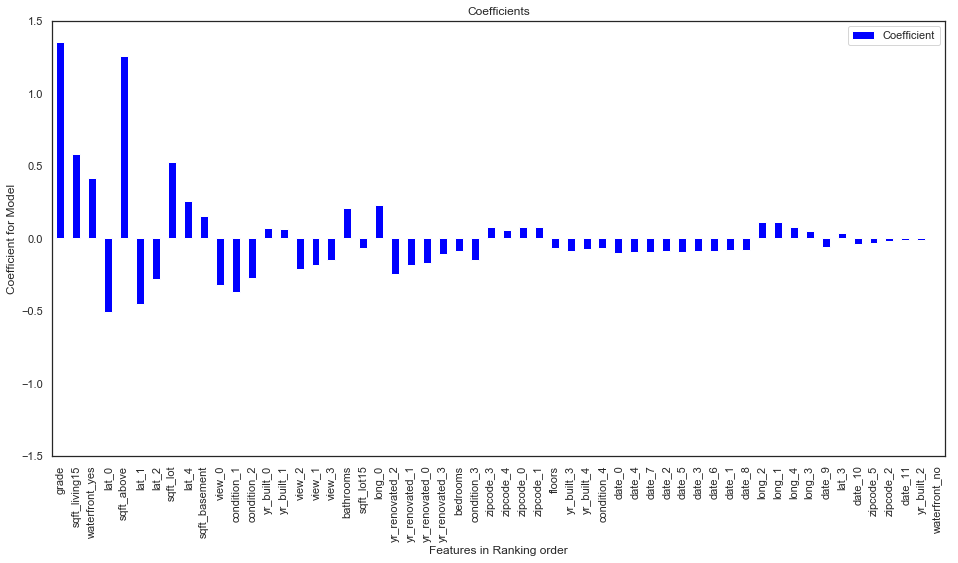 Coefficients
Coefficient
1.5
1.0
0.5
0.0
−0.5
−1.0
−1.5
Coefficient for Model
grade
sqft_living15
waterfront_yes
lat_0
sqft_above
lat_1
lat_2
sqft_lot
lat_4
sqft_basement
view_0
condition_1
condition_2
yr_built_0
yr_built_1
view_2
view_1
view_3
bathrooms
sqft_lot15
long_0
yr_renovated_2
yr_renovated_1
yr_renovated_0
yr_renovated_3
bedrooms
condition_3
zipcode_3
zipcode_4
zipcode_0
zipcode_1
floors
yr_built_3
yr_built_4
condition_4
date_0
date_4
date_7
date_2
date_5
date_3
date_6
date_1
date_8
long_2
long_1
long_4
long_3
date_9
lat_3
date_10
zipcode_5
zipcode_2
date_11
yr_built_2
waterfront_no
Features in Ranking order